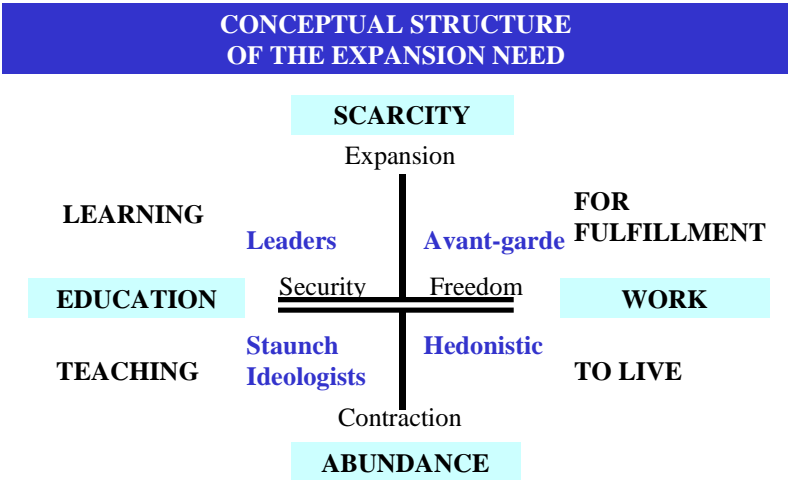 CONCEPTUAL STRUCTURE
OF THE EXPANSION NEED
SCARCITY
Expansion
LEARNING
FOR
FULFILLMENT
Leaders
Avant-garde
Security
Freedom
EDUCATION
WORK
Staunch
Ideologists
Hedonistic
TEACHING
TO LIVE
Contraction
ABUNDANCE